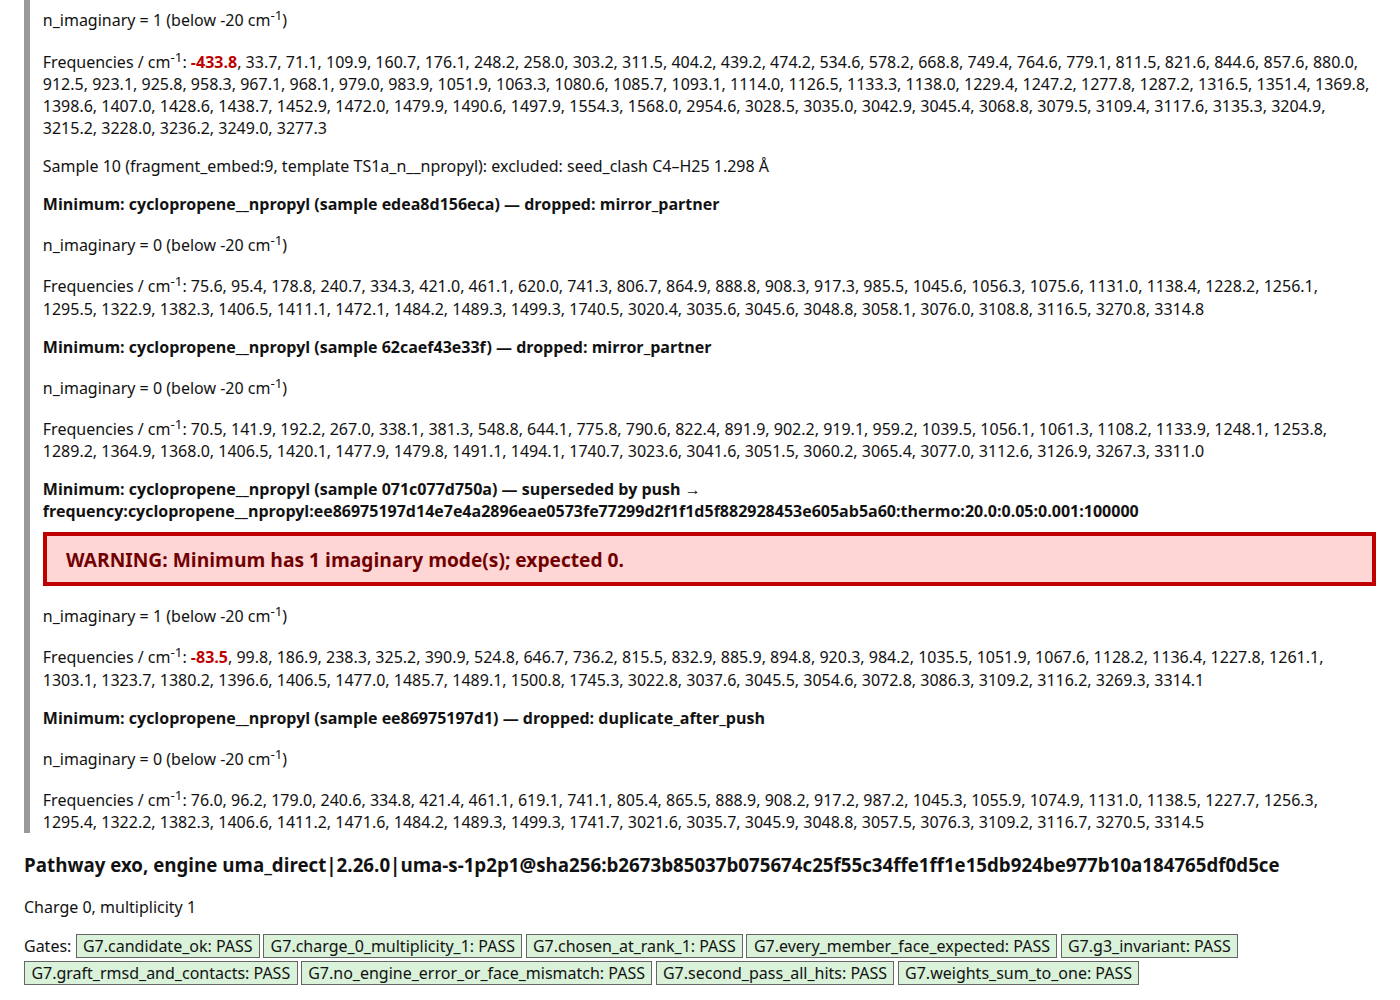 n_imaginary = 1 (below -20 cm-1)
Frequencies / cm-1: -433.8, 33.7, 71.1, 109.9, 160.7, 176.1, 248.2, 258.0, 303.2, 311.5, 404.2, 439.2, 474.2, 534.6, 578.2, 668.8, 749.4, 764.6, 779.1, 811.5, 821.6, 844.6, 857.6, 880.0,
912.5, 923.1, 925.8, 958.3, 967.1, 968.1, 979.0, 983.9, 1051.9, 1063.3, 1080.6, 1085.7, 1093.1, 1114.0, 1126.5, 1133.3, 1138.0, 1229.4, 1247.2, 1277.8, 1287.2, 1316.5, 1351.4, 1369.8,
1398.6, 1407.0, 1428.6, 1438.7, 1452.9, 1472.0, 1479.9, 1490.6, 1497.9, 1554.3, 1568.0, 2954.6, 3028.5, 3035.0, 3042.9, 3045.4, 3068.8, 3079.5, 3109.4, 3117.6, 3135.3, 3204.9,
3215.2, 3228.0, 3236.2, 3249.0, 3277.3
Sample 10 (fragment_embed:9, template TS1a_n__npropyl): excluded: seed_clash C4–H25 1.298 Å
Minimum: cyclopropene__npropyl (sample edea8d156eca) — dropped: mirror_partner
n_imaginary = 0 (below -20 cm-1)
Frequencies / cm-1: 75.6, 95.4, 178.8, 240.7, 334.3, 421.0, 461.1, 620.0, 741.3, 806.7, 864.9, 888.8, 908.3, 917.3, 985.5, 1045.6, 1056.3, 1075.6, 1131.0, 1138.4, 1228.2, 1256.1,
1295.5, 1322.9, 1382.3, 1406.5, 1411.1, 1472.1, 1484.2, 1489.3, 1499.3, 1740.5, 3020.4, 3035.6, 3045.6, 3048.8, 3058.1, 3076.0, 3108.8, 3116.5, 3270.8, 3314.8
Minimum: cyclopropene__npropyl (sample 62caef43e33f) — dropped: mirror_partner
n_imaginary = 0 (below -20 cm-1)
Frequencies / cm-1: 70.5, 141.9, 192.2, 267.0, 338.1, 381.3, 548.8, 644.1, 775.8, 790.6, 822.4, 891.9, 902.2, 919.1, 959.2, 1039.5, 1056.1, 1061.3, 1108.2, 1133.9, 1248.1, 1253.8,
1289.2, 1364.9, 1368.0, 1406.5, 1420.1, 1477.9, 1479.8, 1491.1, 1494.1, 1740.7, 3023.6, 3041.6, 3051.5, 3060.2, 3065.4, 3077.0, 3112.6, 3126.9, 3267.3, 3311.0
Minimum: cyclopropene__npropyl (sample 071c077d750a) — superseded by push →
frequency:cyclopropene__npropyl:ee86975197d14e7e4a2896eae0573fe77299d2f1f1d5f882928453e605ab5a60:thermo:20.0:0.05:0.001:100000
WARNING: Minimum has 1 imaginary mode(s); expected 0.
n_imaginary = 1 (below -20 cm-1)
Frequencies / cm-1: -83.5, 99.8, 186.9, 238.3, 325.2, 390.9, 524.8, 646.7, 736.2, 815.5, 832.9, 885.9, 894.8, 920.3, 984.2, 1035.5, 1051.9, 1067.6, 1128.2, 1136.4, 1227.8, 1261.1,
1303.1, 1323.7, 1380.2, 1396.6, 1406.5, 1477.0, 1485.7, 1489.1, 1500.8, 1745.3, 3022.8, 3037.6, 3045.5, 3054.6, 3072.8, 3086.3, 3109.2, 3116.2, 3269.3, 3314.1
Minimum: cyclopropene__npropyl (sample ee86975197d1) — dropped: duplicate_after_push
n_imaginary = 0 (below -20 cm-1)
Frequencies / cm-1: 76.0, 96.2, 179.0, 240.6, 334.8, 421.4, 461.1, 619.1, 741.1, 805.4, 865.5, 888.9, 908.2, 917.2, 987.2, 1045.3, 1055.9, 1074.9, 1131.0, 1138.5, 1227.7, 1256.3,
1295.4, 1322.2, 1382.3, 1406.6, 1411.2, 1471.6, 1484.2, 1489.3, 1499.3, 1741.7, 3021.6, 3035.7, 3045.9, 3048.8, 3057.5, 3076.3, 3109.2, 3116.7, 3270.5, 3314.5
Pathway exo, engine uma_direct|2.26.0|uma-s-1p2p1@sha256:b2673b85037b075674c25f55c34ffe1ff1e15db924be977b10a184765df0d5ce
Charge 0, multiplicity 1
Gates: G7.candidate_ok: PASS G7.charge_0_multiplicity_1: PASS G7.chosen_at_rank_1: PASS G7.every_member_face_expected: PASS G7.g3_invariant: PASS
G7.graft_rmsd_and_contacts: PASS G7.no_engine_error_or_face_mismatch: PASS G7.second_pass_all_hits: PASS G7.weights_sum_to_one: PASS